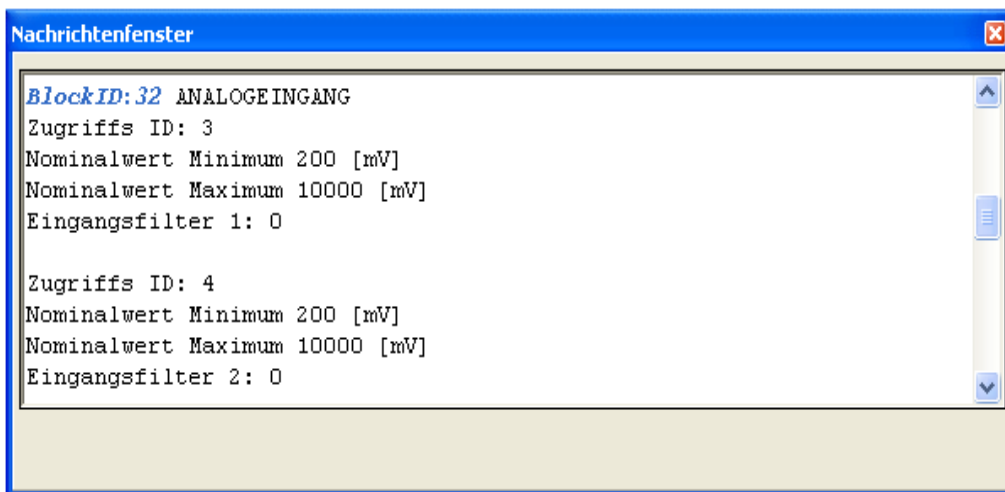 Nachrichtenfenster
BlockID:32 ANALOGEINGANG
Zugriffs ID: 3
Nominalwert Minimum 200 [mV]
Nominalwert Maximum 10000 [mV]
Eingangsfilter 1: 0
Zugriffs ID: 4
Nominalwert Minimum 200 [mV]
Nominalwert Maximum 10000 [mV]
Eingangsfilter 2: 0